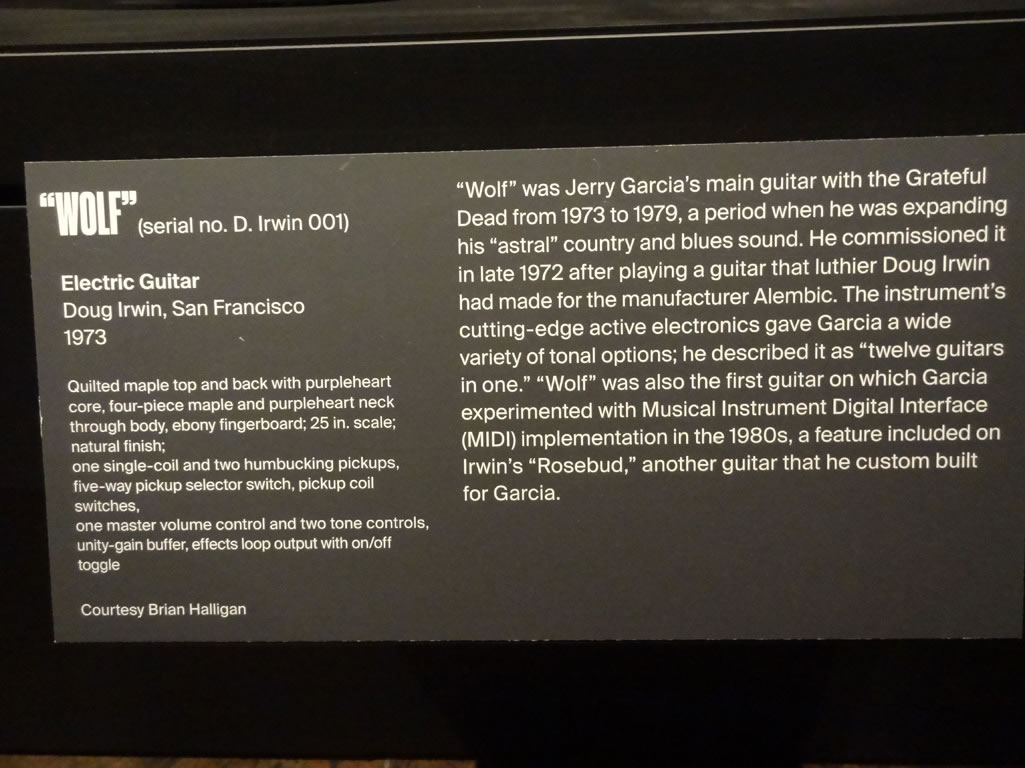 “WOLF” (serial no. D. Irwin 001)
Electric Guitar
Doug Irwin, San Francisco
1973
Quilted maple top and back with purpleheart
core, four-piece maple and purpleheart neck
through body, ebony fingerboard; 25 in. scale;
natural finish;
one single-coil and two humbucking pickups,
five-way pickup selector switch, pickup coil
switches,
one master volume control and two tone controls,
unity-gain buffer, effects loop output with on/off
toggle
Courtesy Brian Halligan
“Wolf” was Jerry Garcia’s main guitar with the Grateful
Dead from 1973 to 1979, a period when he was expanding
his “astral” country and blues sound. He commissioned it
in late 1972 after playing a guitar that luthier Doug Irwin
had made for the manufacturer Alembic. The instrument’s
cutting-edge active electronics gave Garcia a wide
variety of tonal options; he described it as “twelve guitars
in one.” “Wolf” was also the first guitar on which Garcia
experimented with Musical Instrument Digital Interface
(MIDI) implementation in the 1980s, a feature included on
Irwin’s “Rosebud,” another guitar that he custom built
for Garcia.